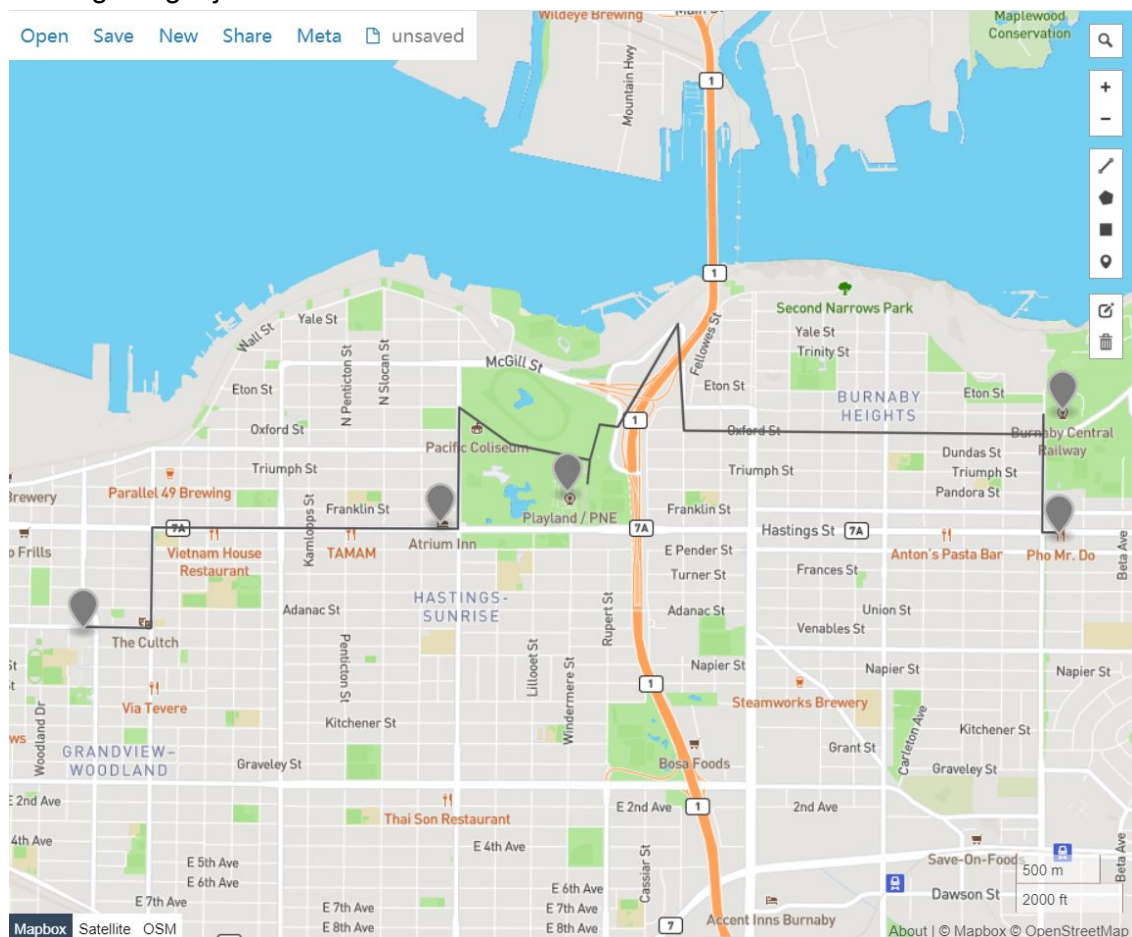 Open Save New Share Meta unsaved
Wildeye Brewing
Maplewood
Conservation
1
Mountain Hwy
1
Second Narrows Park
Yale St
Wall St
Yale St
Trinity St
Fellowes St
McGill St
N Penticton St
N Slocan St
Eton St
Eton St
Eton St
BURNABY
HEIGHTS
1
Oxford St
Oxford St
Pacific Coliseum
Burnaby Central
Railway
Dundas St
Triumph St
Triumph St
Triumph St
Parallel 49 Brewing
Pandora St
Brewery
Kamloops St
Franklin St
Playland / PNE
Franklin St
7A
7A
Hastings St 7A
o Frills
Vietnam House
Restaurant
TAMAM
Atrium Inn
Anton's Pasta Bar
Pho Mr. Do
E Pender St
Turner St
Frances St
Beta Ave
HASTINGS-
SUNRISE
Adanac St
Adanac St
Union St
The Cultch
Rupert St
Venables St
St
st
Penticton St
Lillooet St
Windermere St
Napier St
Napier St
Napier St
1
Via Tevere
Steamworks Brewery
Woodland Dr
Kitchener St
Kitchener St
ws
GRANDVIEW-
WOODLAND
Grant St
Carleton Ave
Graveley St
Bosa Foods
Graveley St
E 2nd Ave
E 2nd Ave
1
2nd Ave
Thai Son Restaurant
4th Ave
E 4th Ave
Cassiar St
Beta Ave
E 5th Ave
E 6th Ave
Save-On-Foods
500 m
E 7th Ave
E 6th Ave
Dawson St
2000 ft
E 7th Ave
E 7th Ave
E 8th Ave
E 8th Ave
7
Accent Inns Burnaby
Mapbox Satellite OSM
About | © Mapbox © OpenStreetMap